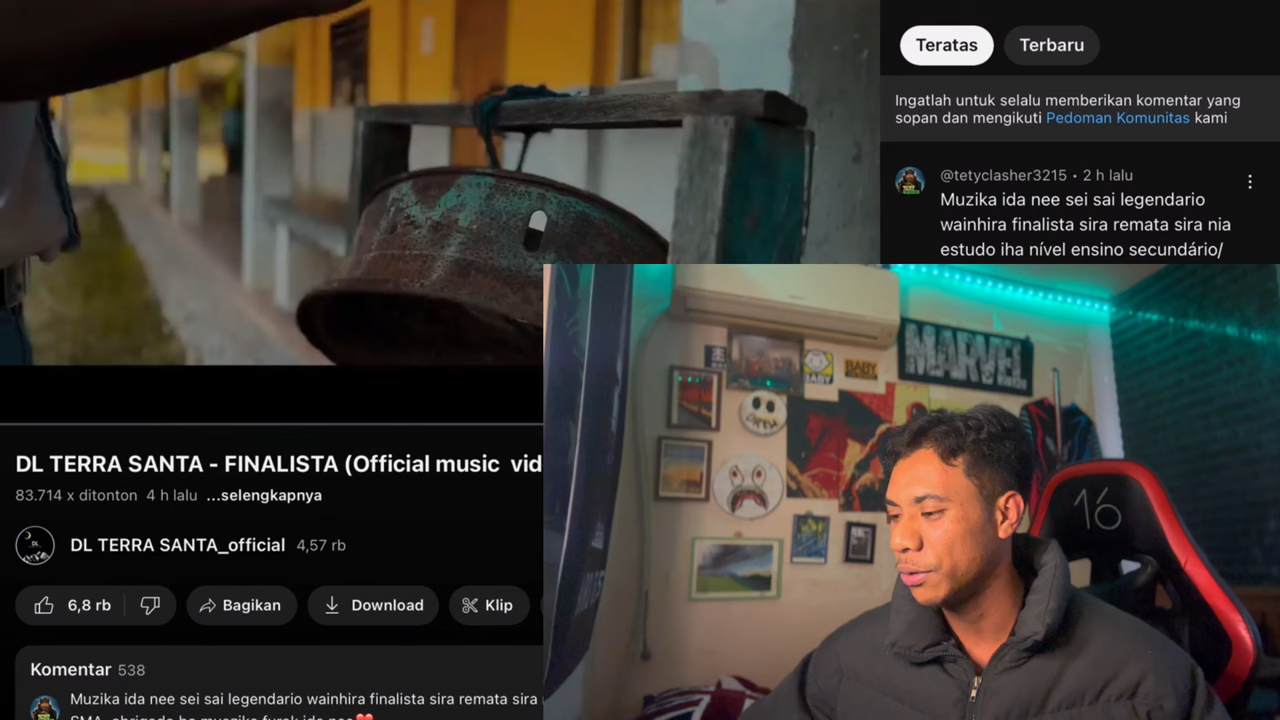 Teratas
Terbaru
Ingatlah untuk selalu memberikan komentar yang
sopan dan mengikuti Pedoman Komunitas kami
@tetyclasher3215 • 2 h lalu
Muzika ida nee sei sai legendario
wainhira finalista sira remata sira nia
estudo iha nível ensino secundário/
DL TERRA SANTA - FINALISTA (Official music vid
83.714 x ditonton 4 h lalu ...selengkapnya
DL TERRA SANTA_official 4,57 rb
6,8 rb
Bagikan
Download
Klip
Komentar 538
Muzika ida nee sei sai legendario wainhira finalista sira remata sira
MARVEL
BABY
BABY
DREW
16